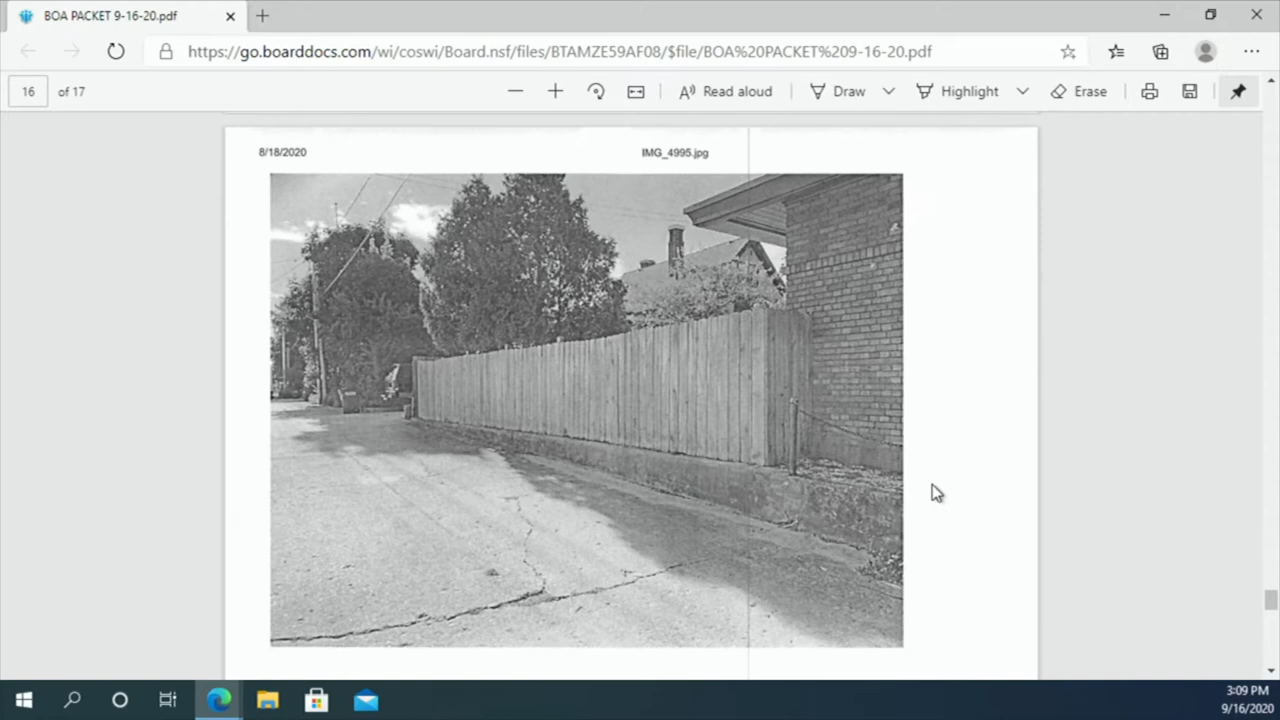 BOA PACKET 9-16-20.pdf
https://go.boarddocs.com/wi/coswi/Board.nsf/files/BTAMZE59AF08/$file/BOA%20PACKET%209-16-20.pdf
16 of 17 Read aloud Draw Highlight Erase
8/18/2020 IMG_4995.jpg
3:09 PM
9/16/2020